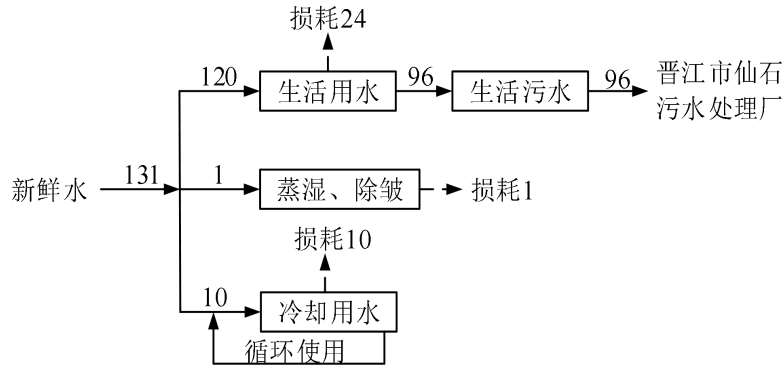 损耗24
120
生活用水
96
生活污水
96
晋江市仙石
污水处理厂
新鲜水
131
1
蒸湿、除皱
损耗1
损耗10
10
冷却用水
循环使用